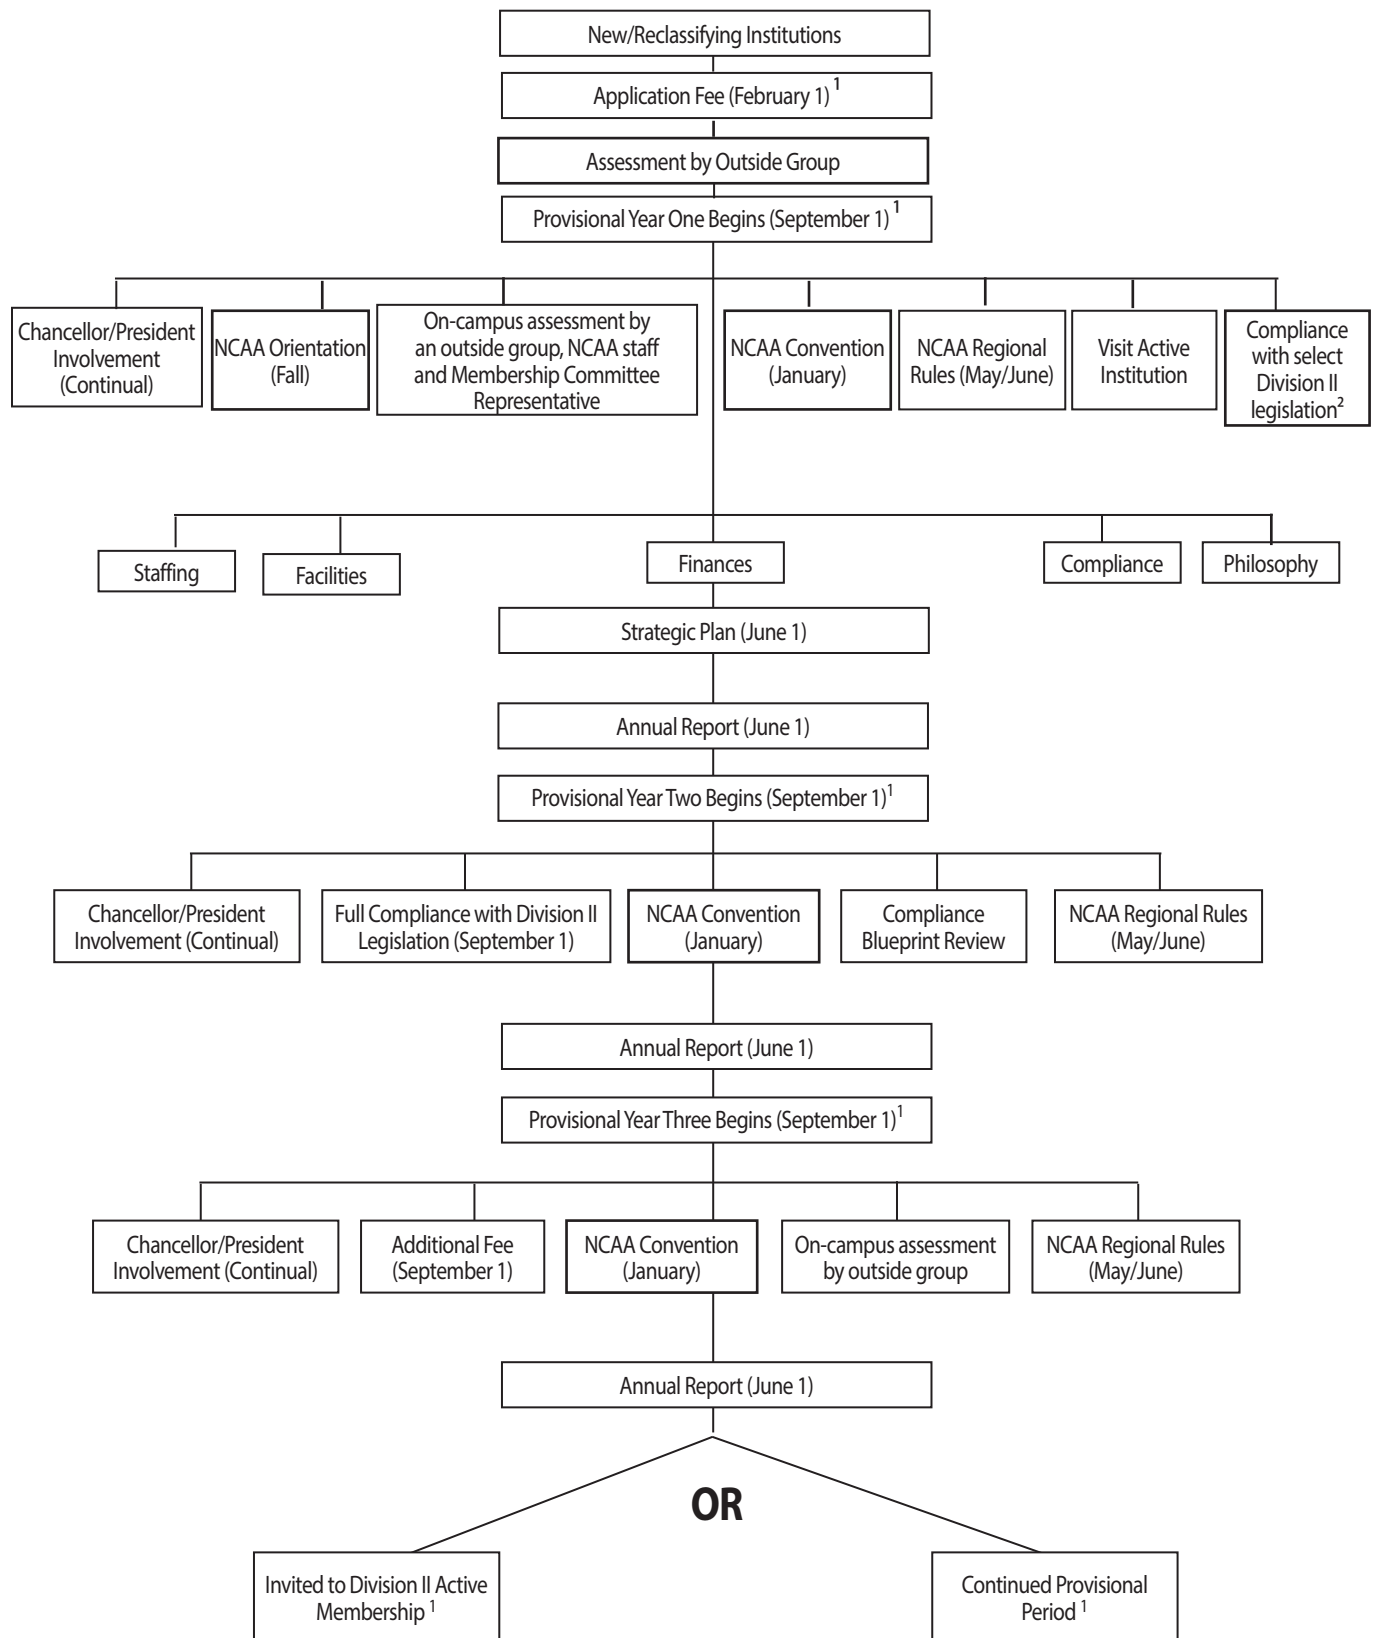 New/Reclassifying Institutions
Application Fee (February 1) 1
Assessment by Outside Group
Provisional Year One Begins (September 1) 1
Chancellor/President
Involvement
(Continual)
NCAA Orientation
(Fall)
On-campus assessment by
an outside group, NCAA staff
and Membership Committee
Representative
NCAA Convention
(January)
NCAA Regional
Rules (May/June)
Visit Active
Institution
Compliance
with select
Division II
legislation2
Staffing
Facilities
Finances
Compliance
Philosophy
Strategic Plan (June 1)
Annual Report (June 1)
Provisional Year Two Begins (September 1)1
Chancellor/President
Involvement (Continual)
Full Compliance with Division II
Legislation (September 1)
NCAA Convention
(January)
Compliance
Blueprint Review
NCAA Regional Rules
(May/June)
Annual Report (June 1)
Provisional Year Three Begins (September 1)1
Chancellor/President
Involvement (Continual)
Additional Fee
(September 1)
NCAA Convention
(January)
On-campus assessment
by outside group
NCAA Regional Rules
(May/June)
Annual Report (June 1)
OR
Invited to Division II Active
Membership 1
Continued Provisional
Period 1